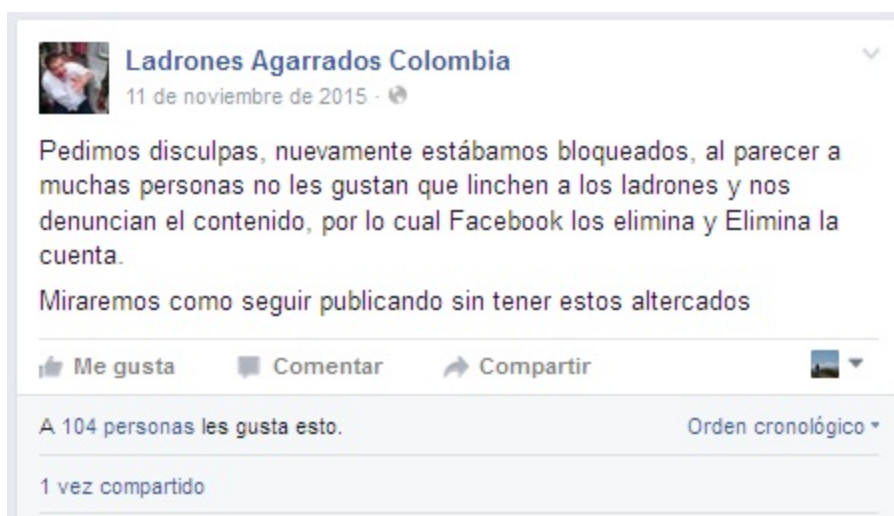 Ladrones Agarrados Colombia
11 de noviembre de 2015 ·
Pedimos disculpas, nuevamente estábamos bloqueados, al parecer a
muchas personas no les gustan que linchen a los ladrones y nos
denuncian el contenido, por lo cual Facebook los elimina y Elimina la
cuenta.
Miraremos como seguir publicando sin tener estos altercados
Me gusta Comentar Compartir
A 104 personas les gusta esto. Orden cronológico
1 vez compartido